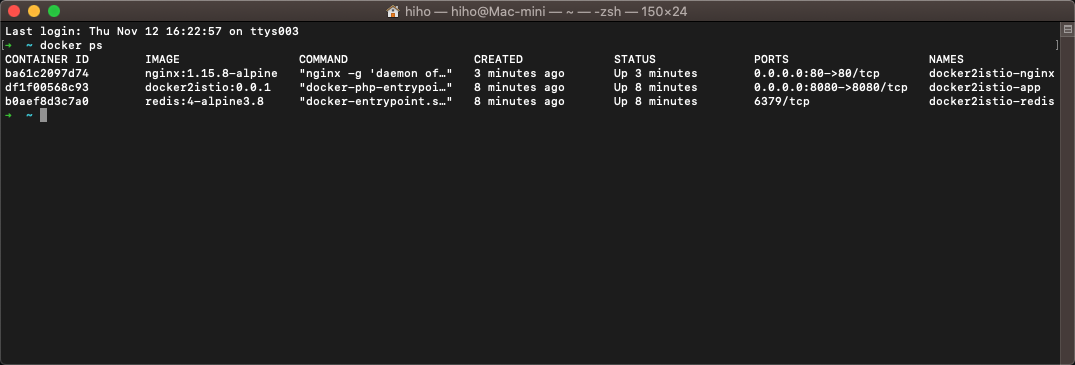 hiho — hiho@Mac-mini — ~ — -zsh — 150×24
Last login: Thu Nov 12 16:22:57 on ttys003
[➜  ~ docker ps ]
CONTAINER ID        IMAGE                 COMMAND                  CREATED             STATUS              PORTS                    NAMES
ba61c2097d74        nginx:1.15.8-alpine   "nginx -g 'daemon of…"   3 minutes ago       Up 3 minutes        0.0.0.0:80->80/tcp       docker2istio-nginx
df1f00568c93        docker2istio:0.0.1    "docker-php-entrypoi…"   8 minutes ago       Up 8 minutes        0.0.0.0:8080->8080/tcp   docker2istio-app
b0aef8d3c7a0        redis:4-alpine3.8     "docker-entrypoint.s…"   8 minutes ago       Up 8 minutes        6379/tcp                 docker2istio-redis
➜  ~